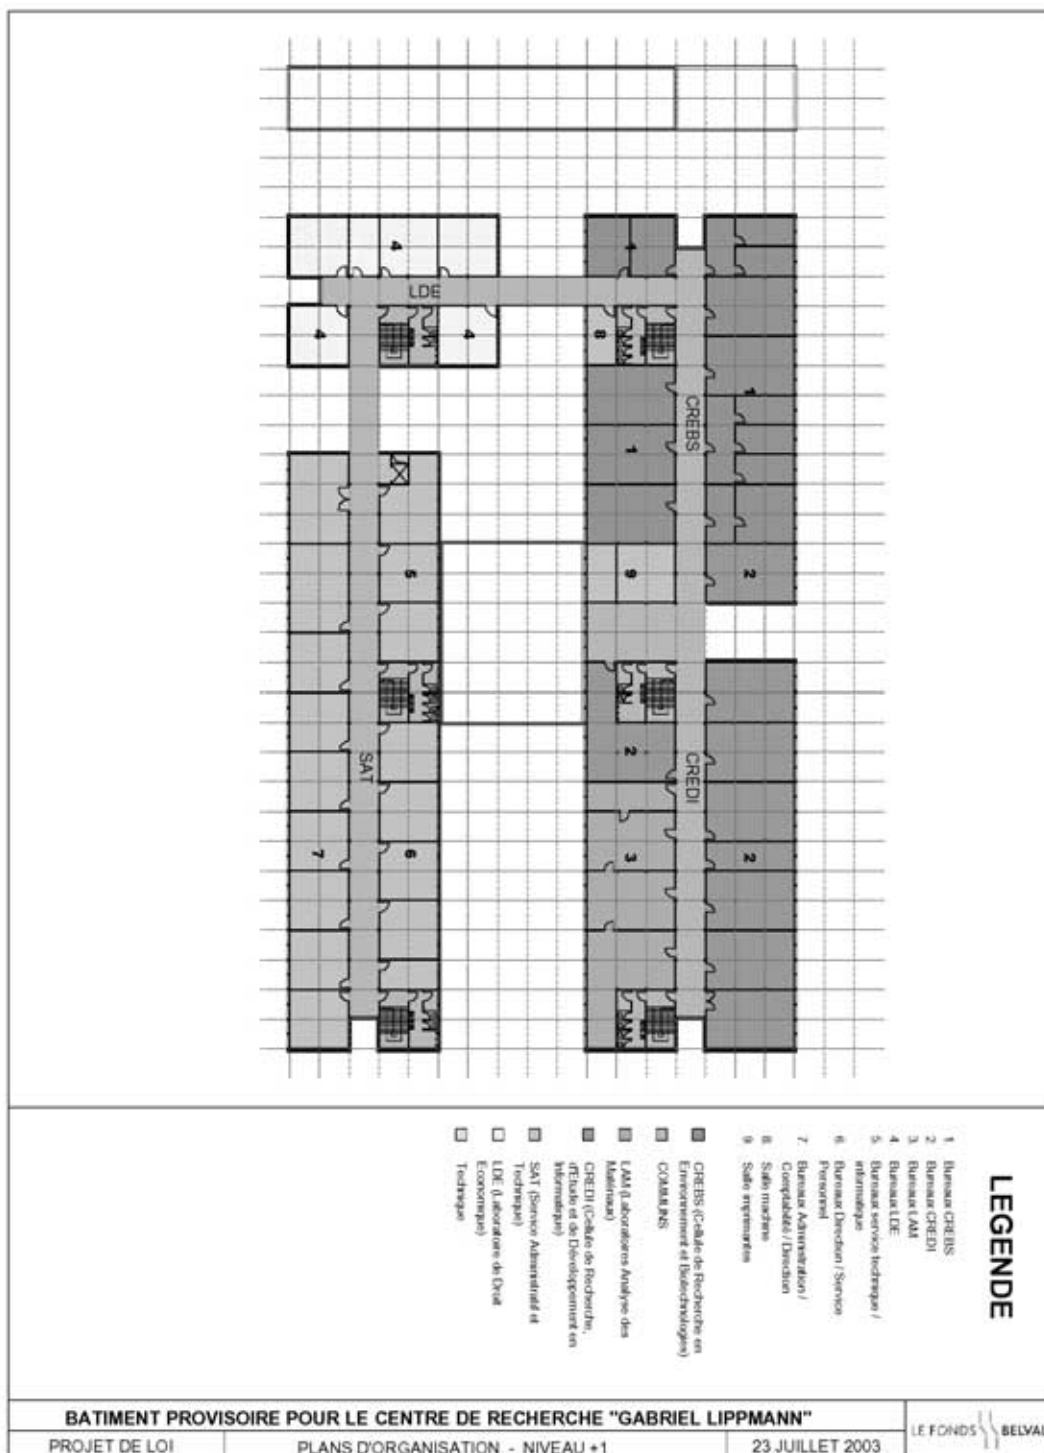 4
1
LDE
4
4
8
CREBS
1
1
5
9
2
SAT
CREDI
2
7
6
3
2
LEGENDE
1. Bureaux CREBS
2. Bureaux CREDI
3. Bureaux LAM
4. Bureaux LDE
5. Bureaux service technique /
informatique
6. Bureaux Direction / Service
Personnel
7. Bureaux Administration /
Comptabilité / Direction
8. Salle machine
9. Salle imprimantes
CREBS (Cellule de Recherche en
Environnement et Biotechnologies)
COMMUNS
LAM (Laboratoires Analyse des
Matériaux)
CREDI (Cellule de Recherche,
d'Etude et de Développement en
Informatique)
SAT (Service Administratif et
Technique)
LDE (Laboratoire de Droit
Economique)
Technique
BATIMENT PROVISOIRE POUR LE CENTRE DE RECHERCHE "GABRIEL LIPPMANN"
PROJET DE LOI
PLANS D'ORGANISATION - NIVEAU +1
23 JUILLET 2003
LE FONDS BELVAL